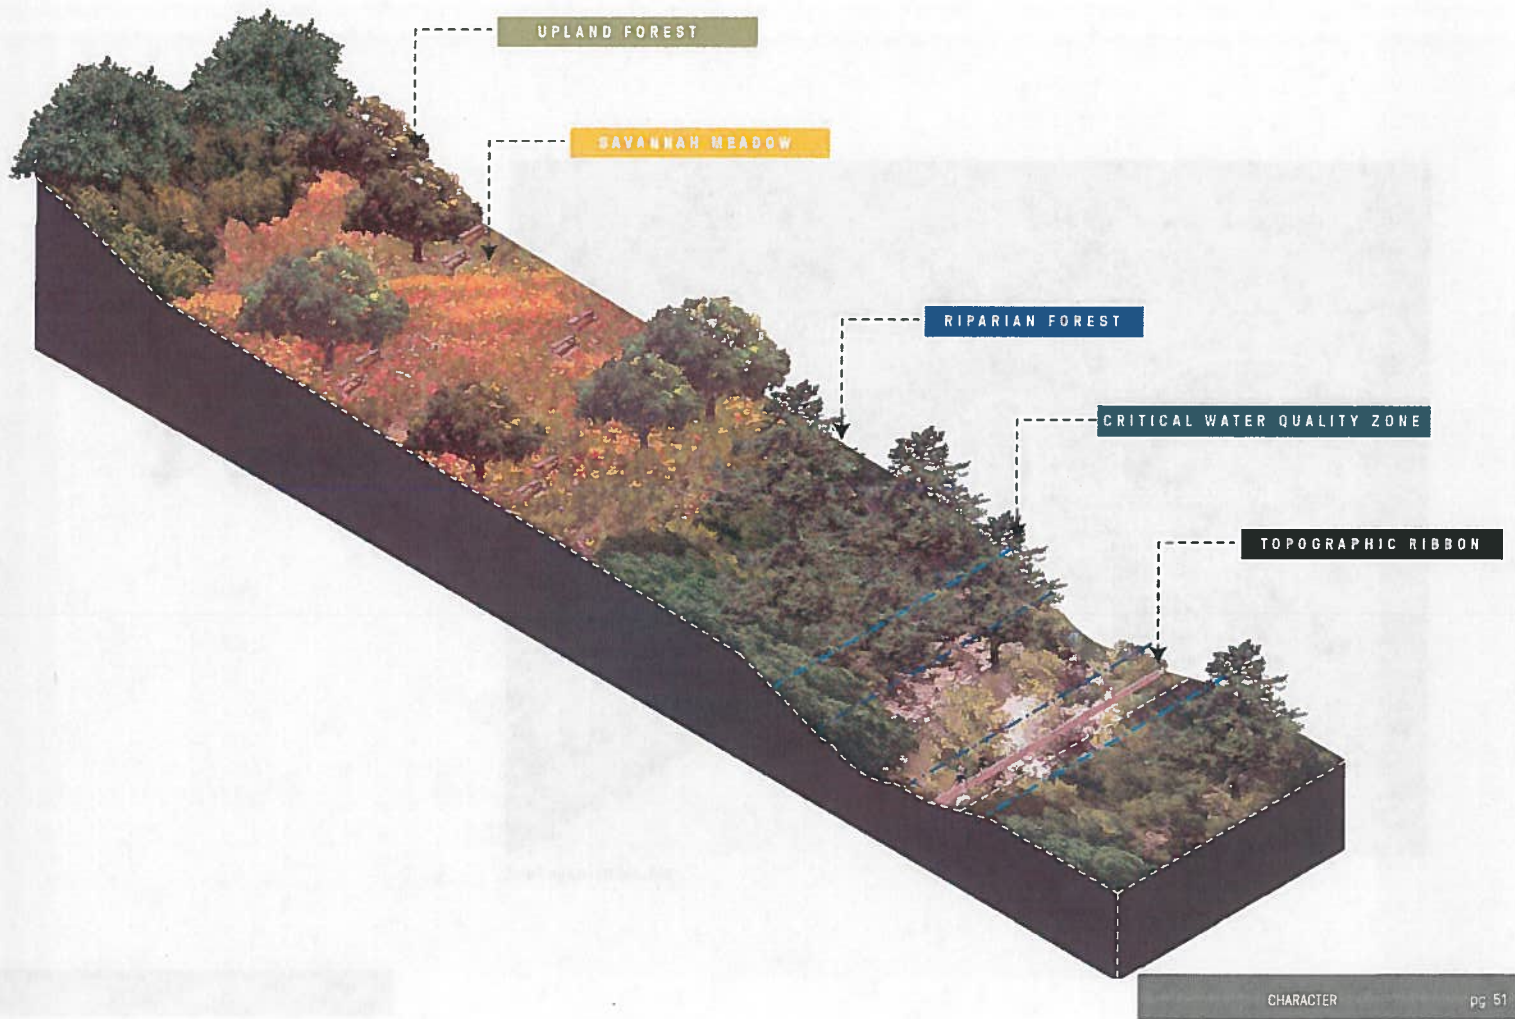 UPLAND FOREST
SAVANNAH MEADOW
RIPARIAN FOREST
CRITICAL WATER QUALITY ZONE
TOPOGRAPHIC RIBBON
CHARACTER pg 51